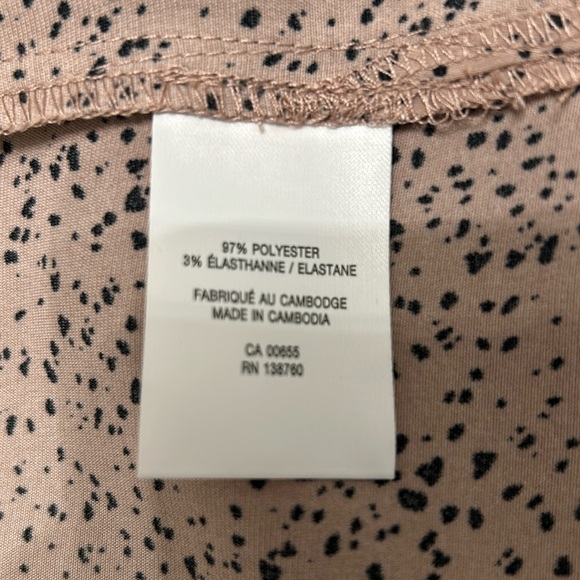 97% POLYESTER
3% ÉLASTHANNE / ELASTANE
FABRIQUÉ AU CAMBODGE
MADE IN CAMBODIA
CA 00655
RN 138760